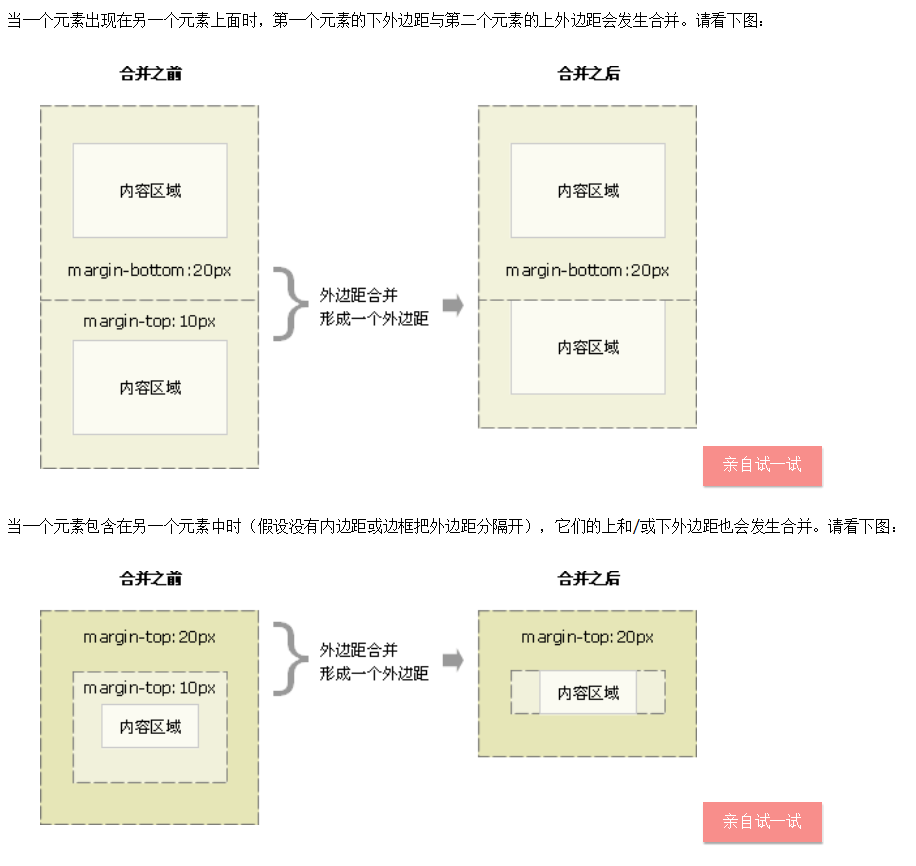 当一个元素出现在另一个元素上面时，第一个元素的下外边距与第二个元素的上外边距会发生合并。请看下图：
合并之前
合并之后
内容区域
内容区域
margin-bottom:20px
margin-bottom:20px
外边距合并
形成一个外边距
margin-top:10px
内容区域
内容区域
亲自试一试
当一个元素包含在另一个元素中时（假设没有内边距或边框把外边距分隔开），它们的上和/或下外边距也会发生合并。请看下图：
合并之前
合并之后
margin-top:20px
margin-top:20px
外边距合并
形成一个外边距
margin-top:10px
内容区域
内容区域
亲自试一试